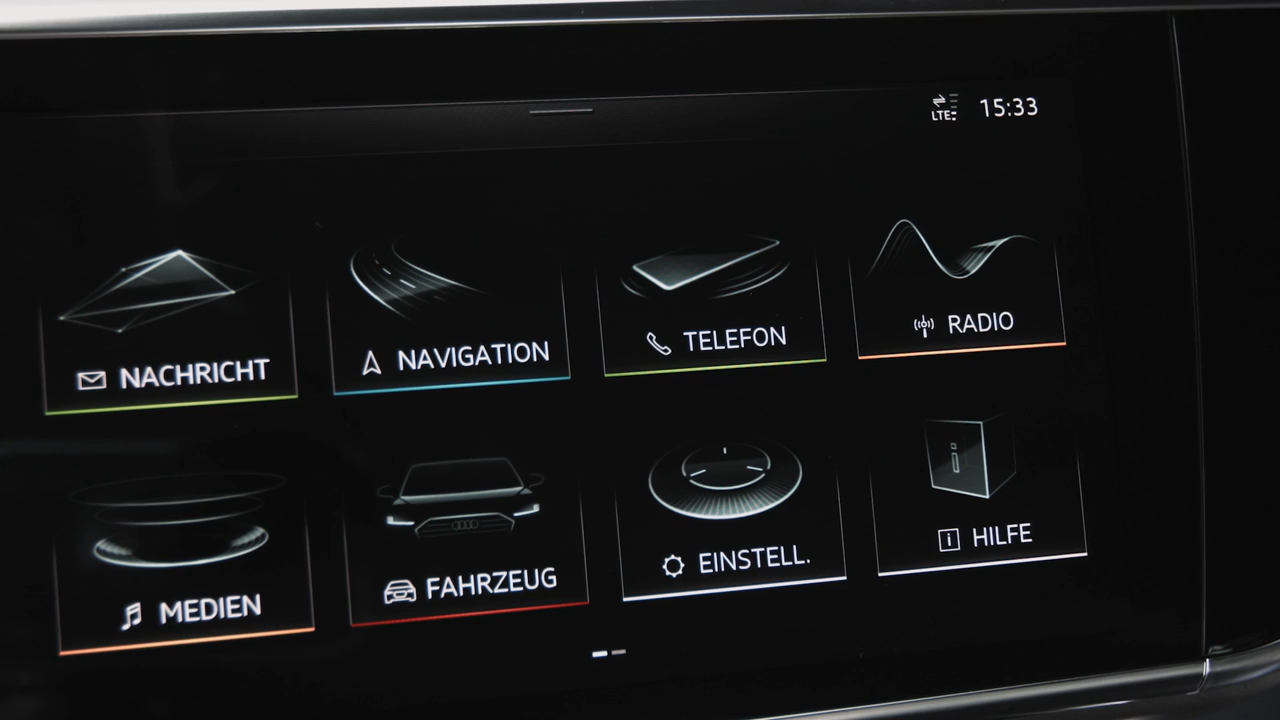 LTE 15:33
NACHRICHT
NAVIGATION
TELEFON
RADIO
MEDIEN
FAHRZEUG
EINSTELL.
HILFE